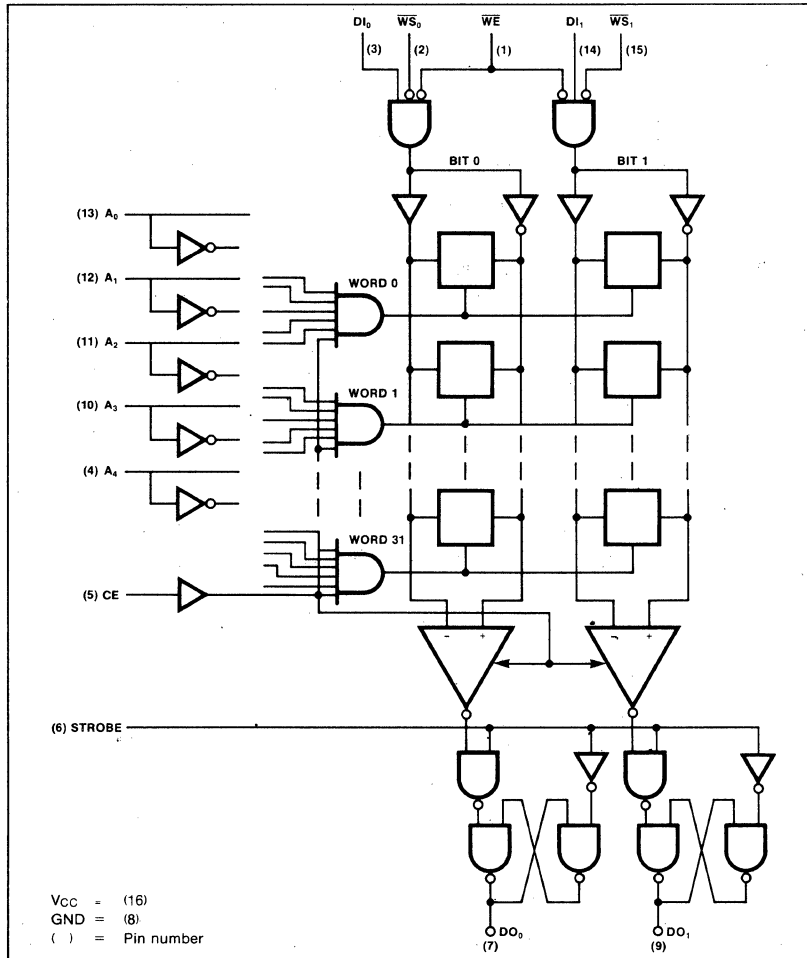 DI₀ W̅S̅₀ W̅E̅ DI₁ W̅S̅₁
(3) (2) (1) (14) (15)
BIT 0 BIT 1
(13) A₀
(12) A₁
WORD 0
(11) A₂
WORD 1
(10) A₃
(4) A₄
WORD 31
(5) CE
− + − +
(6) STROBE
VCC = (16)
GND = (8)
( ) = Pin number
DO₀ DO₁
(7) (9)